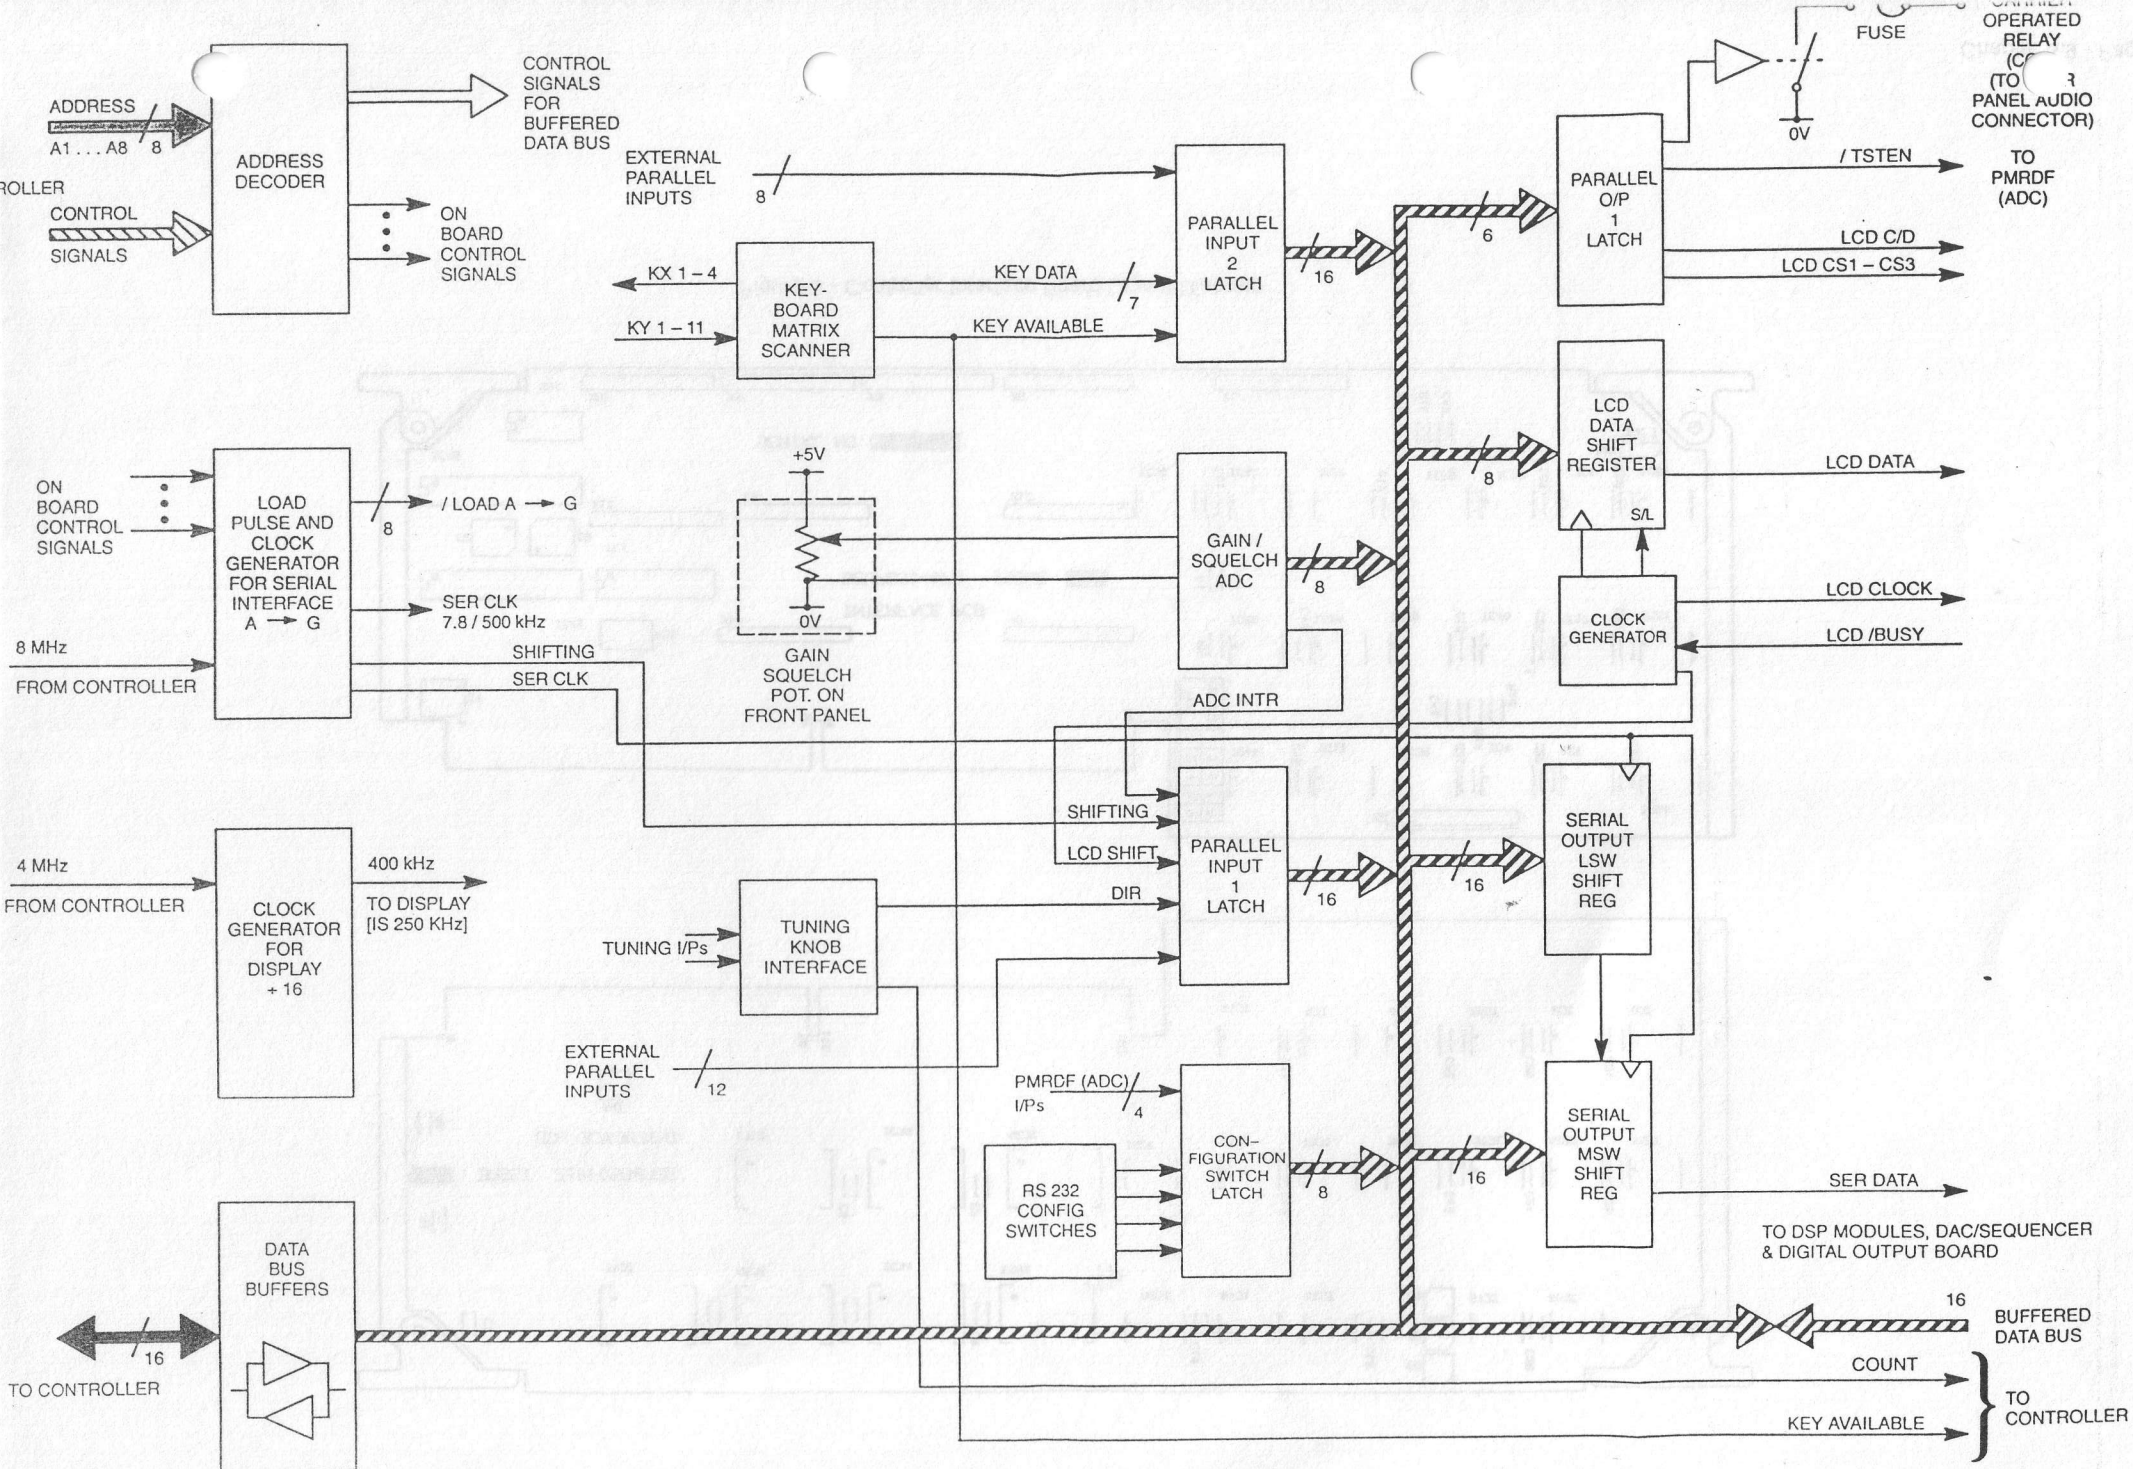 ADDRESS
A1 . . . A8
8
ROLLER
CONTROL
SIGNALS
ADDRESS
DECODER
CONTROL
SIGNALS
FOR
BUFFERED
DATA BUS
ON
BOARD
CONTROL
SIGNALS
EXTERNAL
PARALLEL
INPUTS
8
KX 1 – 4
KY 1 – 11
KEY-
BOARD
MATRIX
SCANNER
KEY DATA
7
KEY AVAILABLE
PARALLEL
INPUT
2
LATCH
16
6
PARALLEL
O/P
1
LATCH
FUSE
0V
OPERATED
RELAY
(TO
PANEL AUDIO
CONNECTOR)
/ TSTEN
TO
PMRDF
(ADC)
LCD C/D
LCD CS1 – CS3
ON
BOARD
CONTROL
SIGNALS
8 MHz
FROM CONTROLLER
LOAD
PULSE AND
CLOCK
GENERATOR
FOR SERIAL
INTERFACE
A → G
8
/ LOAD A → G
SER CLK
7.8 / 500 kHz
SHIFTING
SER CLK
+5V
0V
GAIN
SQUELCH
POT. ON
FRONT PANEL
GAIN /
SQUELCH
ADC
8
ADC INTR
8
LCD
DATA
SHIFT
REGISTER
S/L
LCD DATA
CLOCK
GENERATOR
LCD CLOCK
LCD /BUSY
4 MHz
FROM CONTROLLER
CLOCK
GENERATOR
FOR
DISPLAY
÷ 16
400 kHz
TO DISPLAY
[IS 250 KHz]
TUNING I/Ps
TUNING
KNOB
INTERFACE
SHIFTING
LCD SHIFT
DIR
PARALLEL
INPUT
1
LATCH
16
16
SERIAL
OUTPUT
LSW
SHIFT
REG
EXTERNAL
PARALLEL
INPUTS
12
PMRDF (ADC)
I/Ps
4
RS 232
CONFIG
SWITCHES
CON–
FIGURATION
SWITCH
LATCH
8
16
SERIAL
OUTPUT
MSW
SHIFT
REG
SER DATA
TO DSP MODULES, DAC/SEQUENCER
& DIGITAL OUTPUT BOARD
DATA
BUS
BUFFERS
16
TO CONTROLLER
16
BUFFERED
DATA BUS
COUNT
KEY AVAILABLE
TO
CONTROLLER